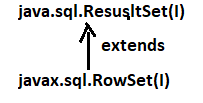 java.sql.ResusltSet(I)
extends
javax.sql.RowSet(I)